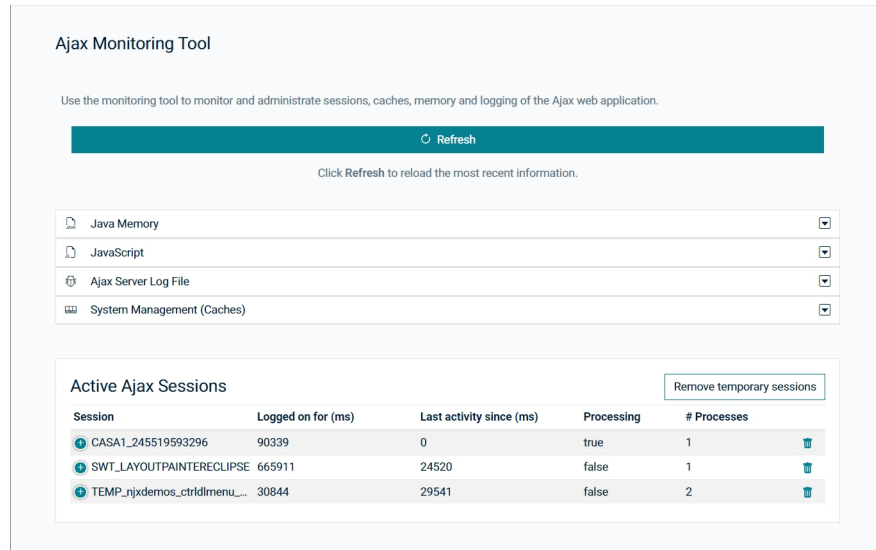 Ajax Monitoring Tool
Use the monitoring tool to monitor and administrate sessions, caches, memory and logging of the Ajax web application.
Refresh
Click Refresh to reload the most recent information.
Java Memory
JavaScript
Ajax Server Log File
System Management (Caches)
Active Ajax Sessions
Remove temporary sessions
Session Logged on for (ms) Last activity since (ms) Processing # Processes
CASA1_245519593296 90339 0 true 1
SWT_LAYOUTPAINTERECLIPSE 665911 24520 false 1
TEMP_njxdemos_ctrldlmenu_... 30844 29541 false 2